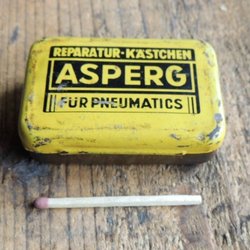 REPARATUR-KÄSTCHEN
ASPERG
FÜR PNEUMATICS